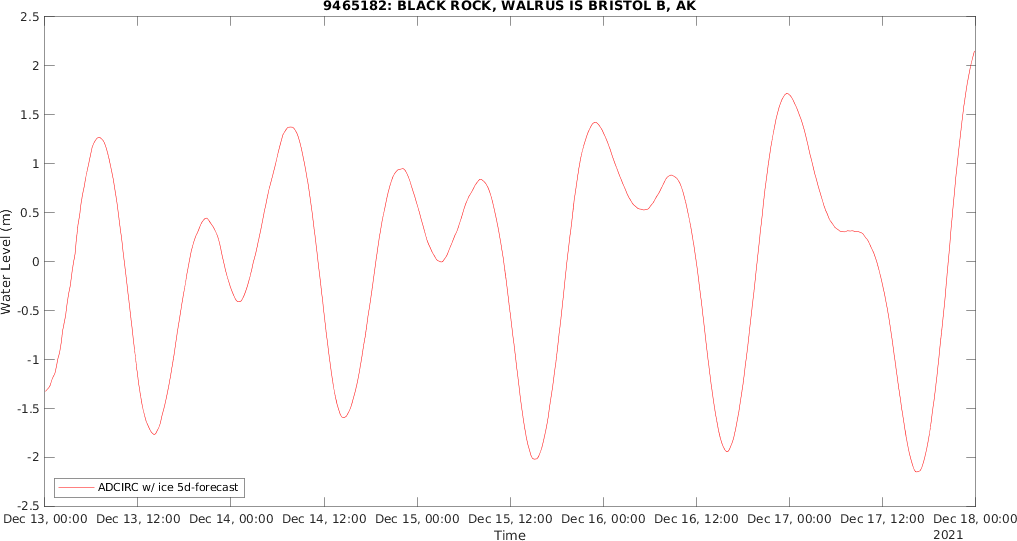 9465182: BLACK ROCK, WALRUS IS BRISTOL B, AK
2.5
2
1.5
1
0.5
0
-0.5
-1
-1.5
-2
-2.5
Water Level (m)
ADCIRC w/ ice 5d-forecast
Dec 13, 00:00 Dec 13, 12:00 Dec 14, 00:00 Dec 14, 12:00 Dec 15, 00:00 Dec 15, 12:00 Dec 16, 00:00 Dec 16, 12:00 Dec 17, 00:00 Dec 17, 12:00 Dec 18, 00:00
Time
2021